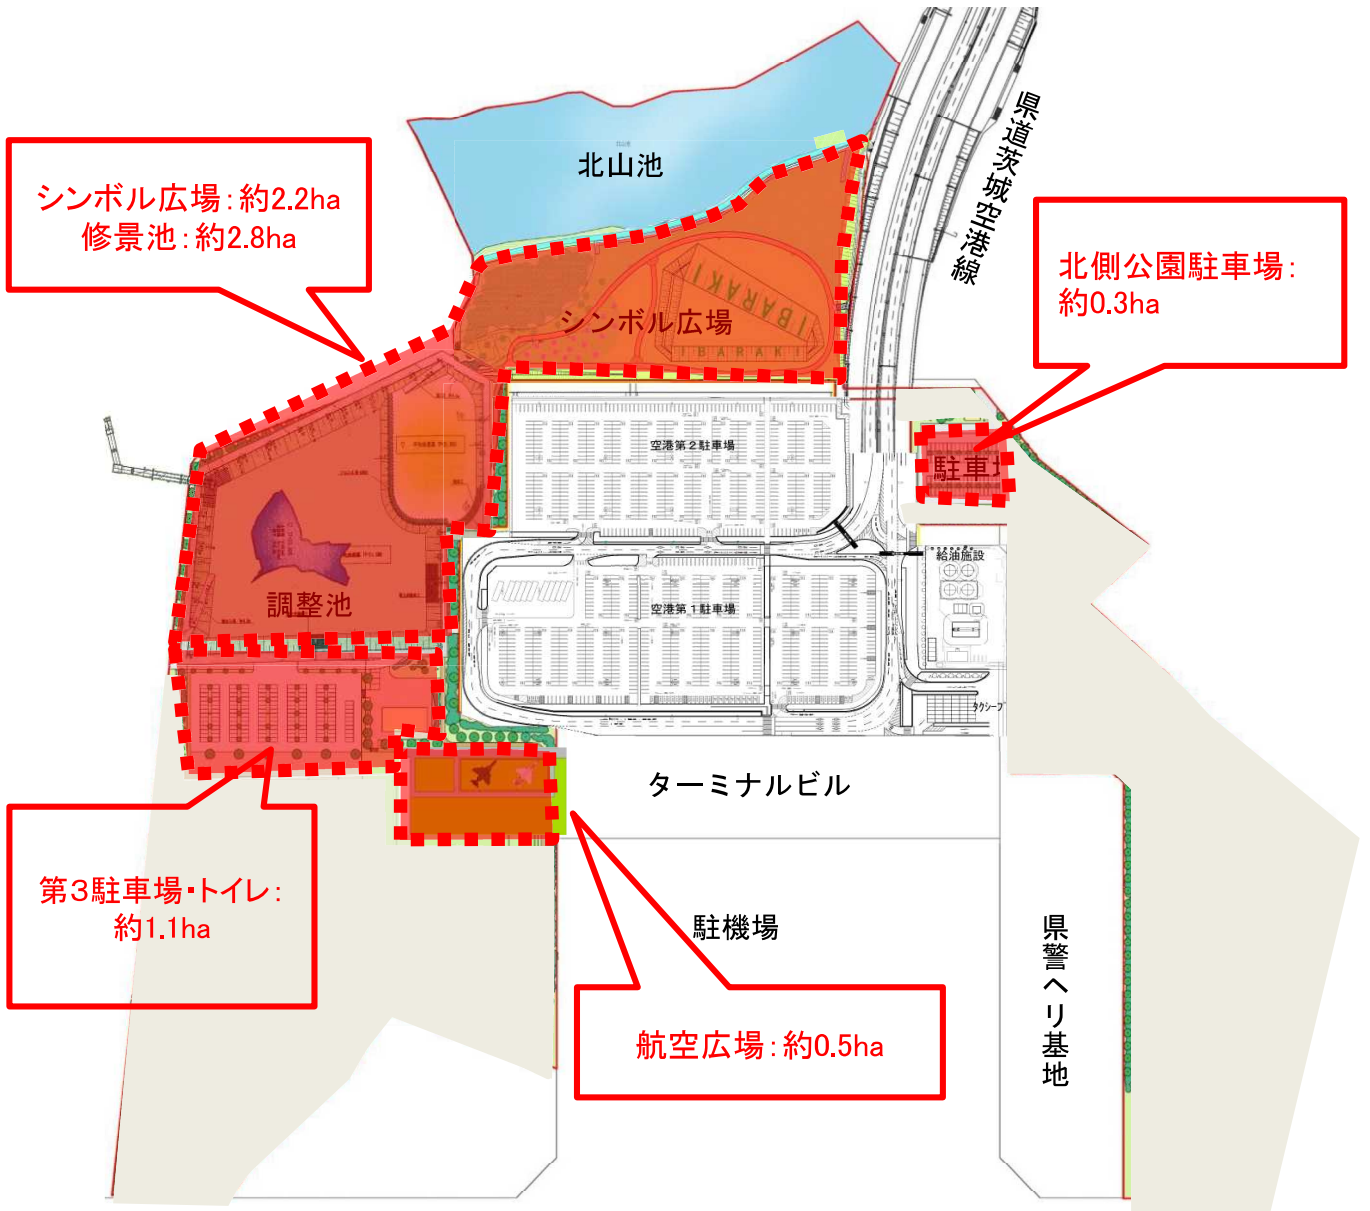 北山池
県道茨城空港線
シンボル広場：約2.2ha
修景池：約2.8ha
北側公園駐車場：
約0.3ha
シンボル広場
IBARAKI
IBARAKI
空港第２駐車場
駐車場
給油施設
調整池
空港第１駐車場
タクシープ
ターミナルビル
第３駐車場・トイレ：
約1.1ha
駐機場
県警ヘリ基地
航空広場：約0.5ha